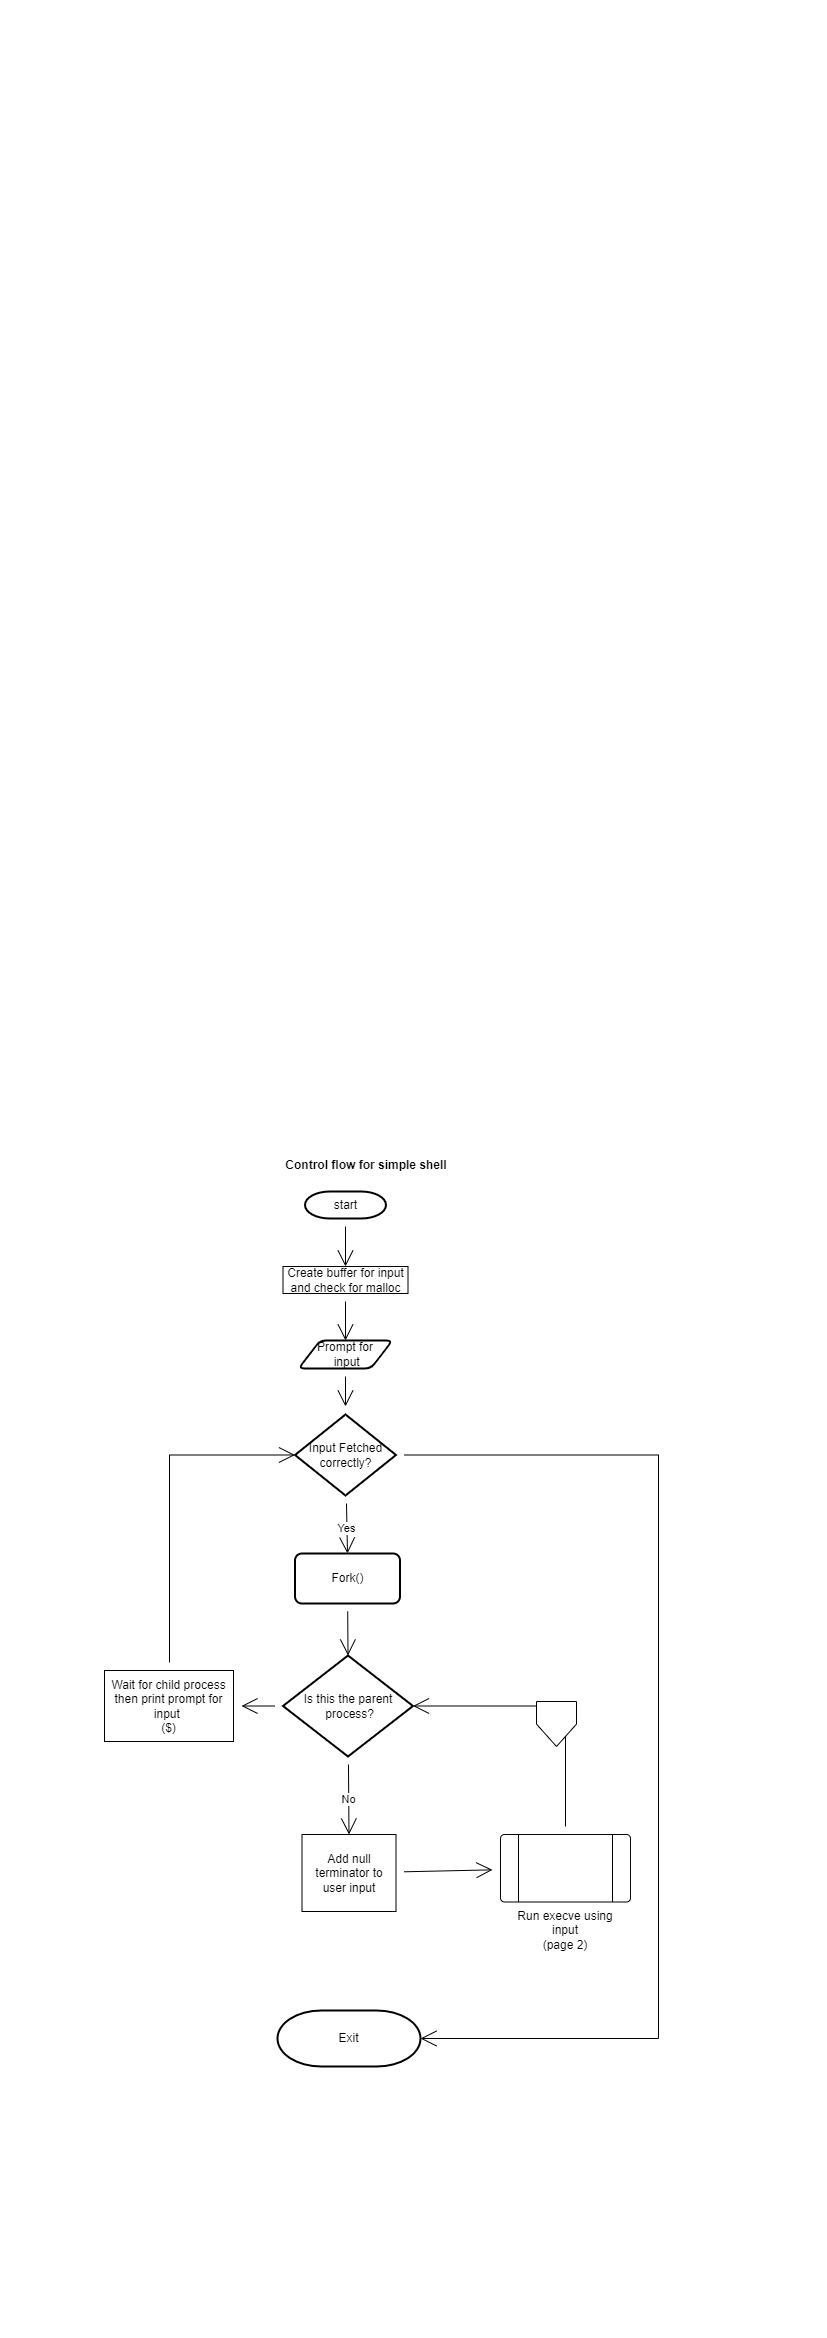 Control flow for simple shell
start
Create buffer for input
and check for malloc
Prompt for
input
Input Fetched
correctly?
Yes
Fork()
Is this the parent
process?
Wait for child process
then print prompt for
input
($)
No
Add null
terminator to
user input
Run execve using
input
(page 2)
Exit